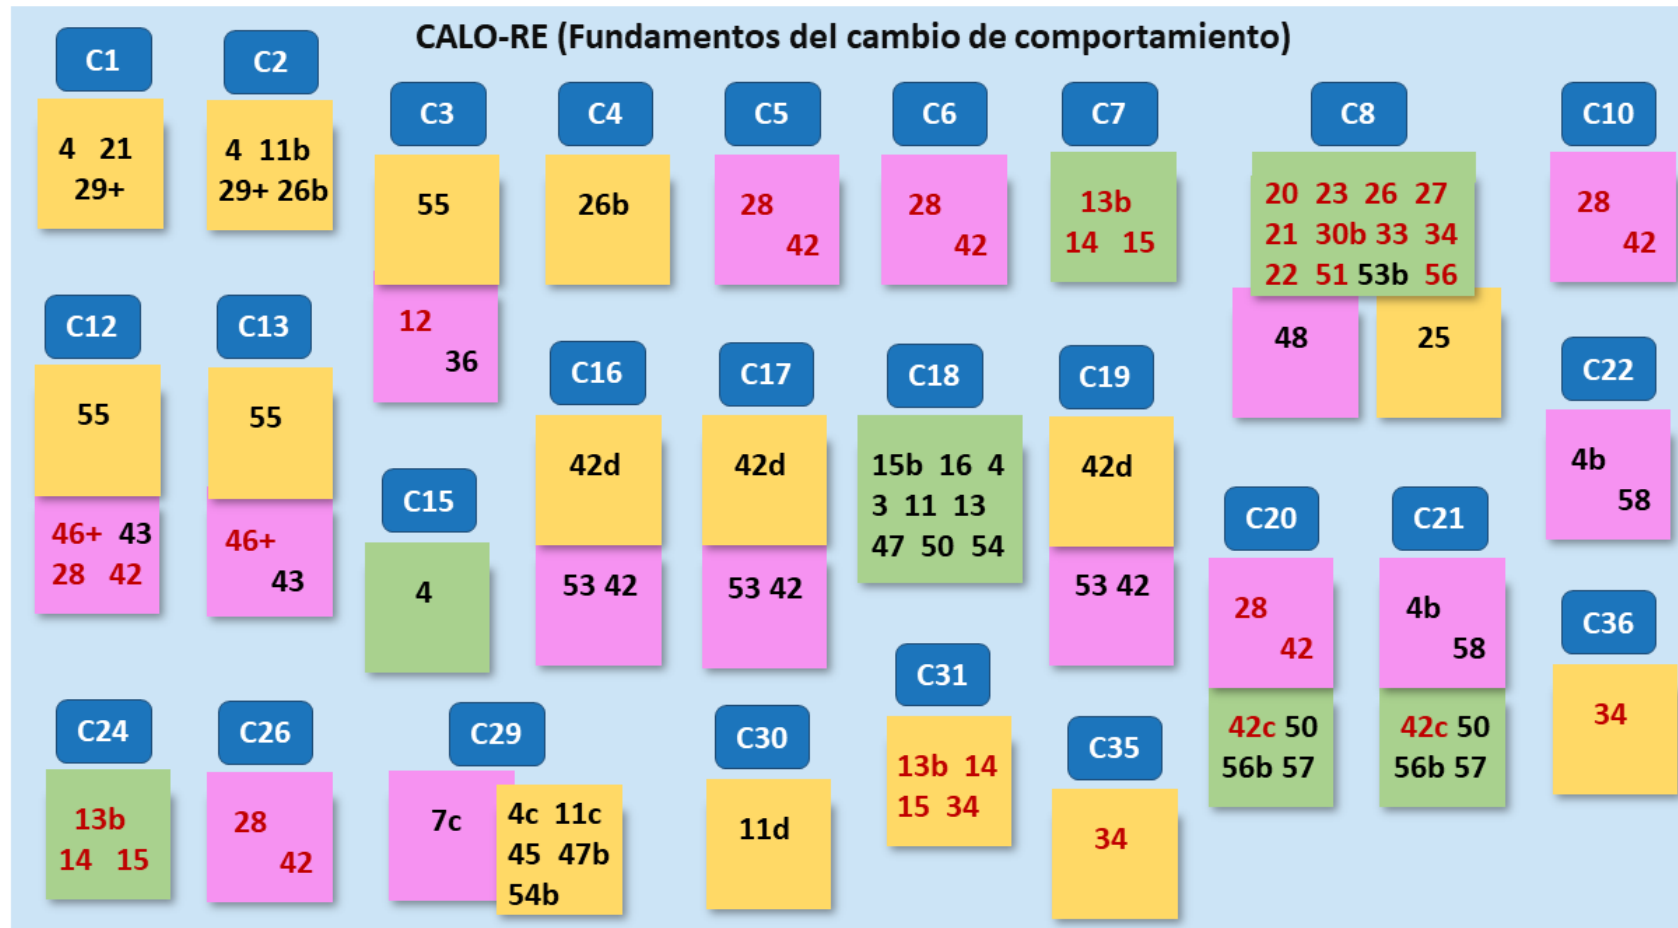 CALO-RE (Fundamentos del cambio de comportamiento)
C1
4 21
29+
C2
4 11b
29+ 26b
C3
55
12
36
C4
26b
C5
28
42
C6
28
42
C7
13b
14 15
C8
20 23 26 27
21 30b 33 34
22 51 53b 56
48
25
C10
28
42
C12
55
46+ 43
28 42
C13
55
46+
43
C15
4
C16
42d
53 42
C17
42d
53 42
C18
15b 16 4
3 11 13
47 50 54
C19
42d
53 42
C20
28
42
42c 50
56b 57
C21
4b
58
42c 50
56b 57
C22
4b
58
C24
13b
14 15
C26
28
42
C29
7c
4c 11c
45 47b
54b
C30
11d
C31
13b 14
15 34
C35
34
C36
34